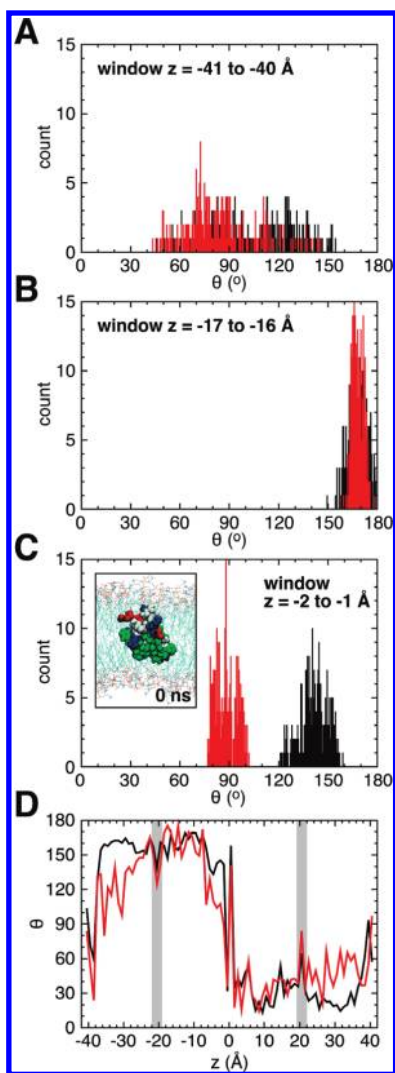 A
15
window z = -41 to -40 Å
10
count
5
0
0 30 60 90 120 150 180
θ (°)
B
15
window z = -17 to -16 Å
10
count
5
0
0 30 60 90 120 150 180
θ (°)
C
15
window
z = -2 to -1 Å
10
count
5
0 ns
0
0 30 60 90 120 150 180
θ (°)
D
180
150
120
θ
90
60
30
0
-40 -30 -20 -10 0 10 20 30 40
z (Å)